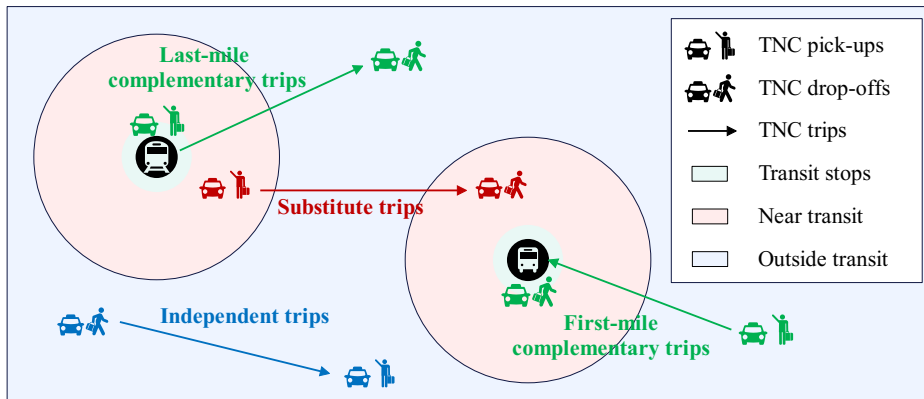 Last-mile
complementary trips
Substitute trips
Independent trips
First-mile
complementary trips
TNC pick-ups
TNC drop-offs
TNC trips
Transit stops
Near transit
Outside transit